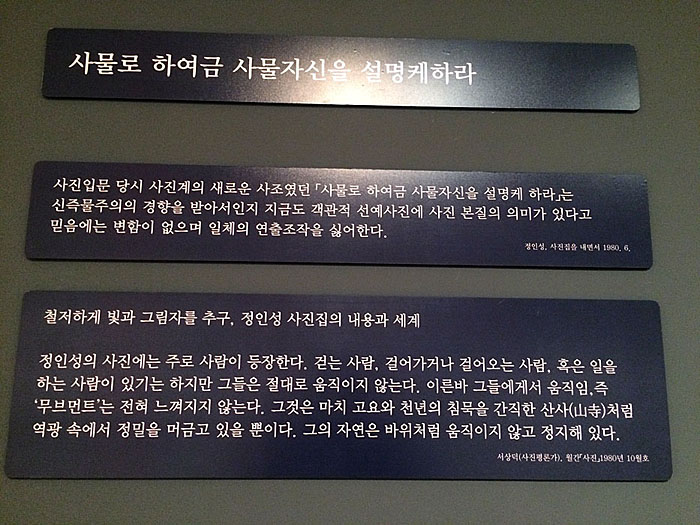 사물로 하여금 사물자신을 설명케하라
사진입문 당시 사진계의 새로운 사조였던 「사물로 하여금 사물자신을 설명케 하라」는
신즉물주의의 경향을 받아서인지 지금도 객관적 선예사진에 사진 본질의 의미가 있다고
믿음에는 변함이 없으며 일체의 연출조작을 싫어한다.
정인성, 사진집을 내면서 1980. 6.
철저하게 빛과 그림자를 추구, 정인성 사진집의 내용과 세계
정인성의 사진에는 주로 사람이 등장한다. 걷는 사람, 걸어가거나 걸어오는 사람, 혹은 일을
하는 사람이 있기는 하지만 그들은 절대로 움직이지 않는다. 이른바 그들에게서 움직임,즉
‘무브먼트’는 전혀 느껴지지 않는다. 그것은 마치 고요와 천년의 침묵을 간직한 산사(山寺)처럼
역광 속에서 정밀을 머금고 있을 뿐이다. 그의 자연은 바위처럼 움직이지 않고 정지해 있다.
서상덕(사진평론가), 월간「사진」1980년 10월호